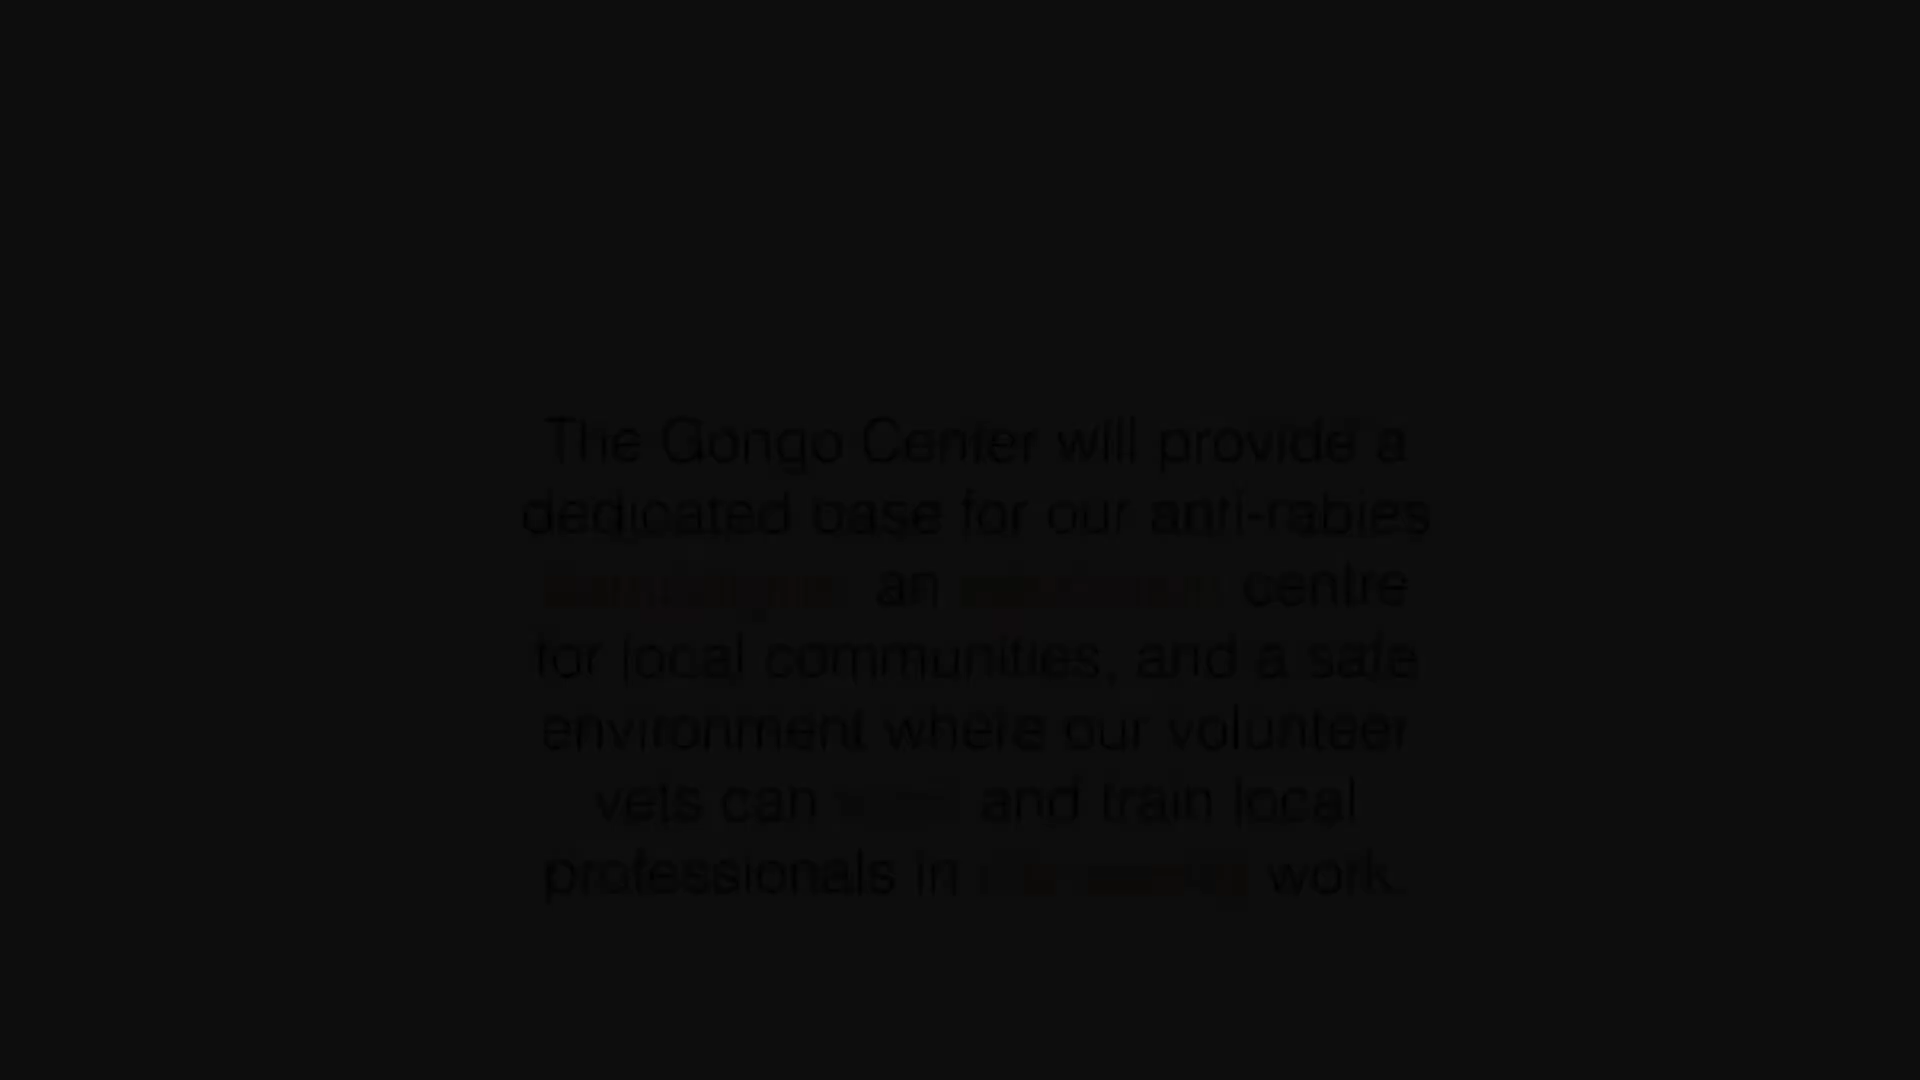 The Gongo Center will provide a
dedicated base for our anti-rabies
an centre
for local communities, and a safe
environment where our volunteer
vets can and train local
professionals in work.